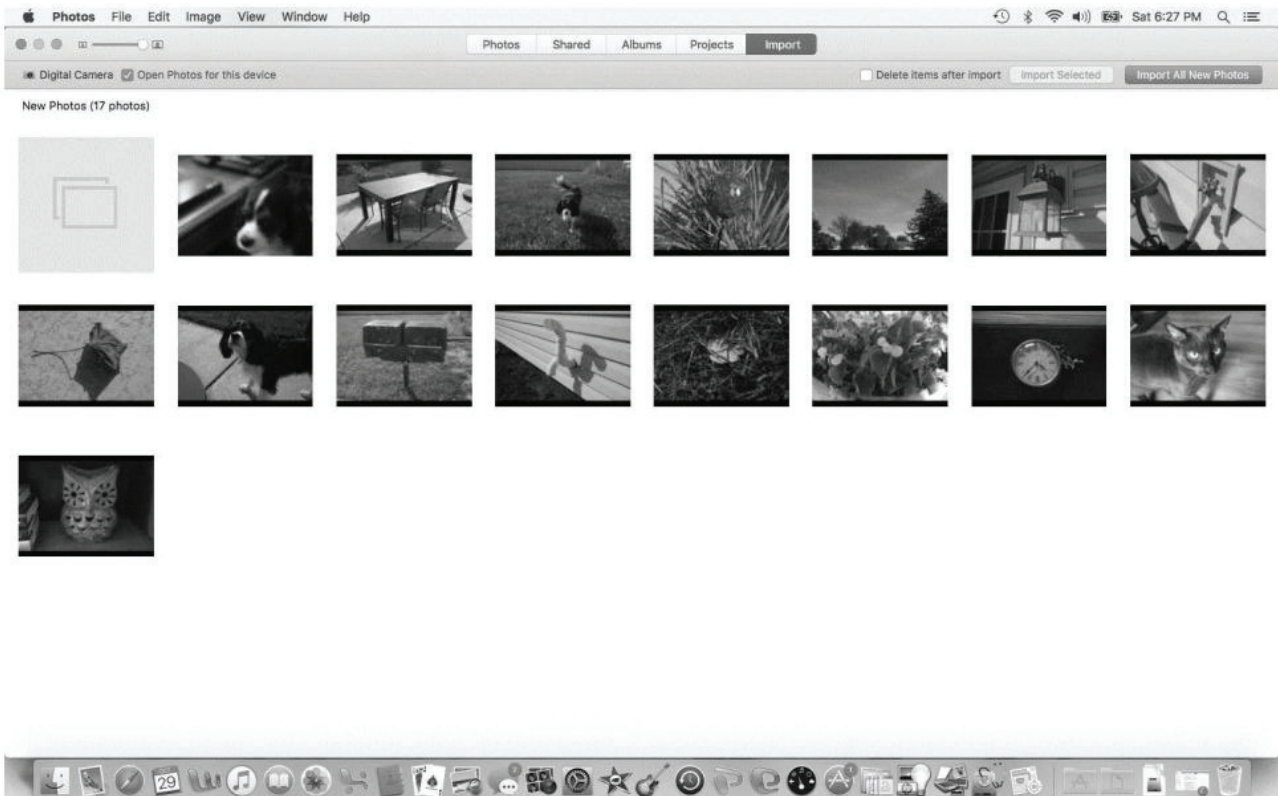 Photos File Edit Image View Window Help Sat 6:27 PM
Photos Shared Albums Projects Import
Digital Camera Open Photos for this device Delete items after import Import Selected Import All New Photos
New Photos (17 photos)
29